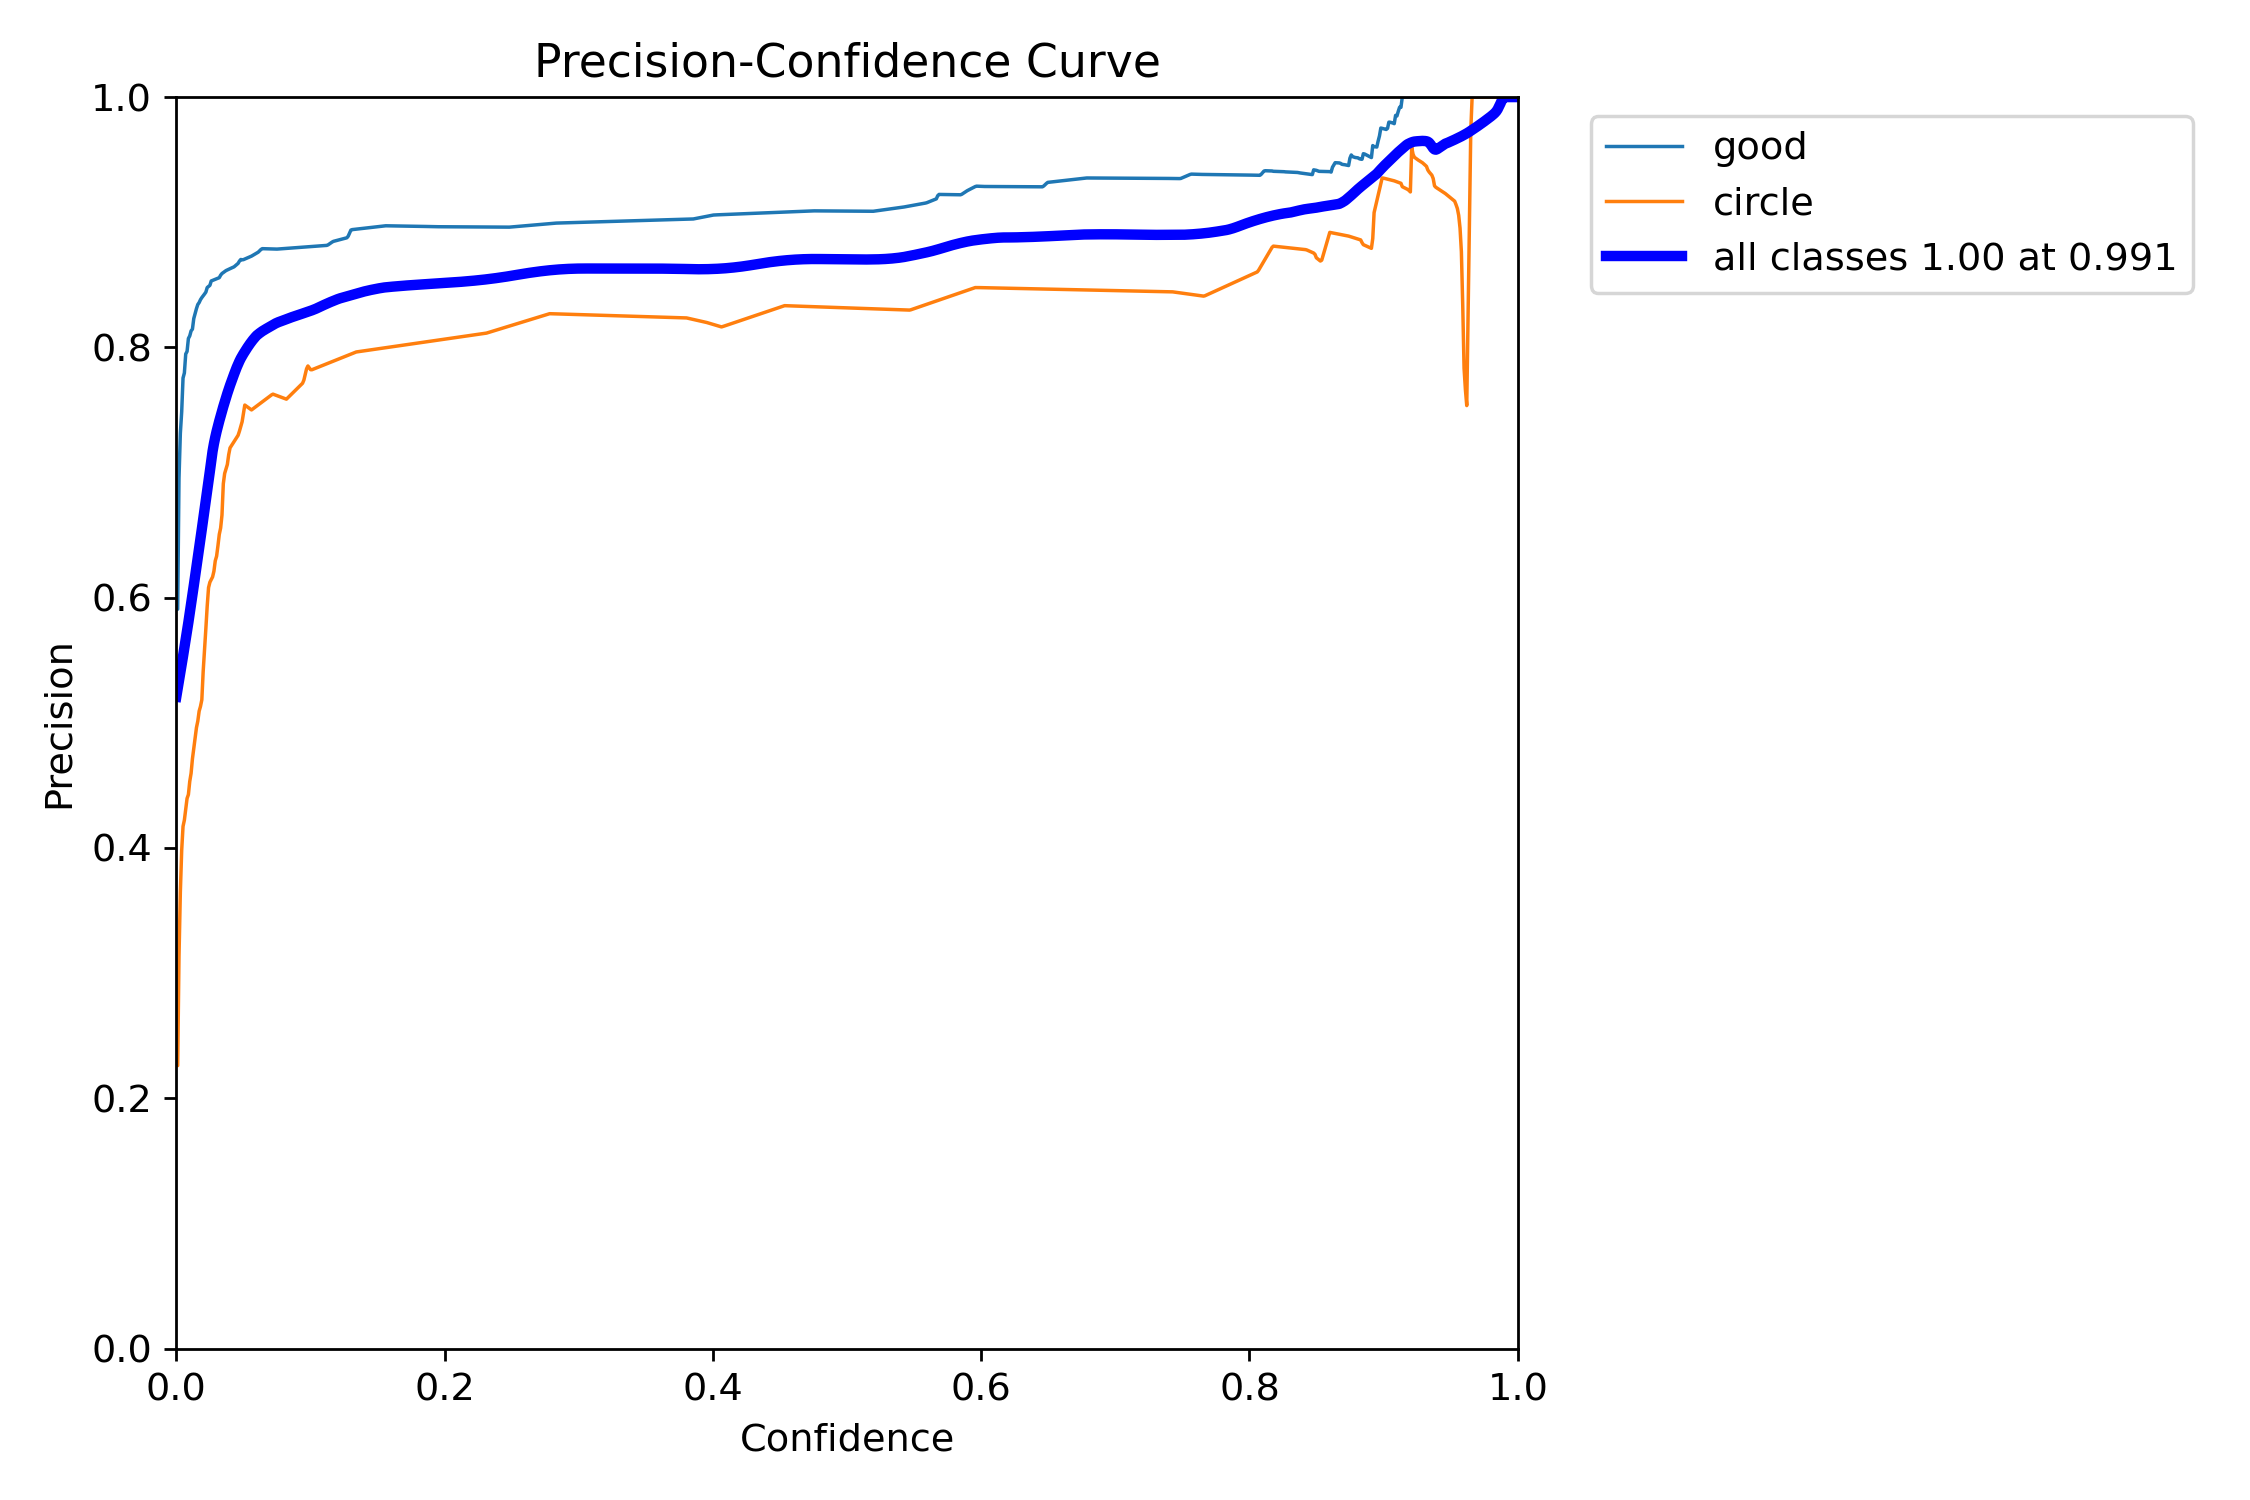 Precision-Confidence Curve
1.0
0.8
0.6
0.4
0.2
0.0
Precision
0.0 0.2 0.4 0.6 0.8 1.0
Confidence
good
circle
all classes 1.00 at 0.991